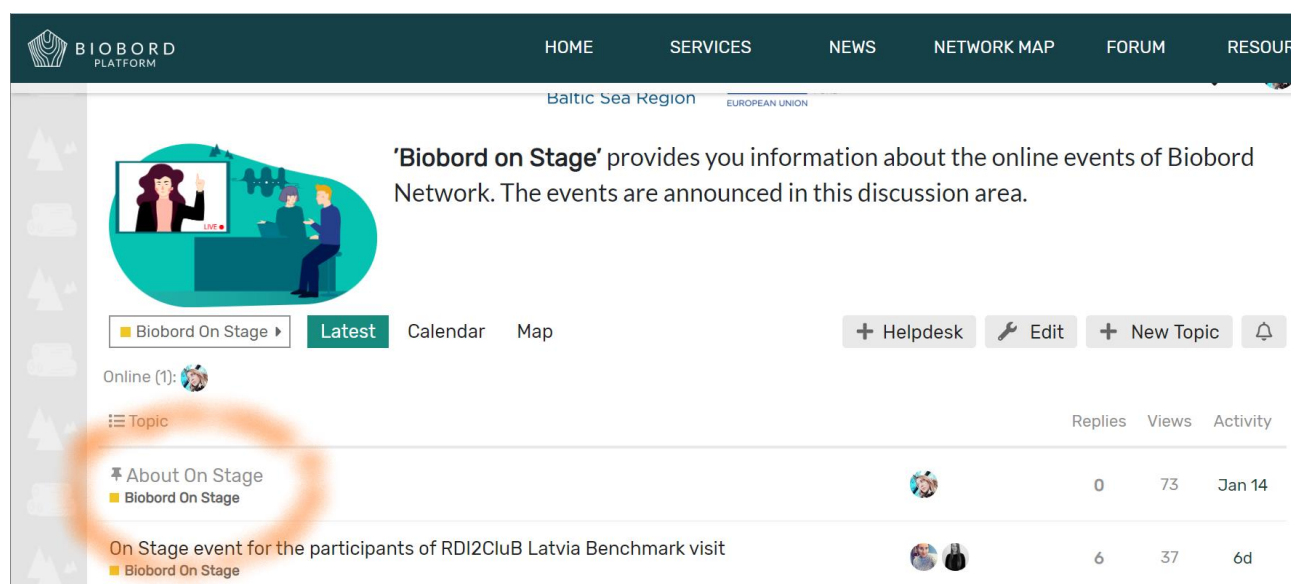 BIOBORD
PLATFORM
HOME SERVICES NEWS NETWORK MAP FORUM RESOUR
Baltic Sea Region EUROPEAN UNION
'Biobord on Stage' provides you information about the online events of Biobord
Network. The events are announced in this discussion area.
LIVE
Biobord On Stage Latest Calendar Map + Helpdesk Edit + New Topic
Online (1):
Topic Replies Views Activity
About On Stage 0 73 Jan 14
Biobord On Stage
On Stage event for the participants of RDI2CluB Latvia Benchmark visit 6 37 6d
Biobord On Stage